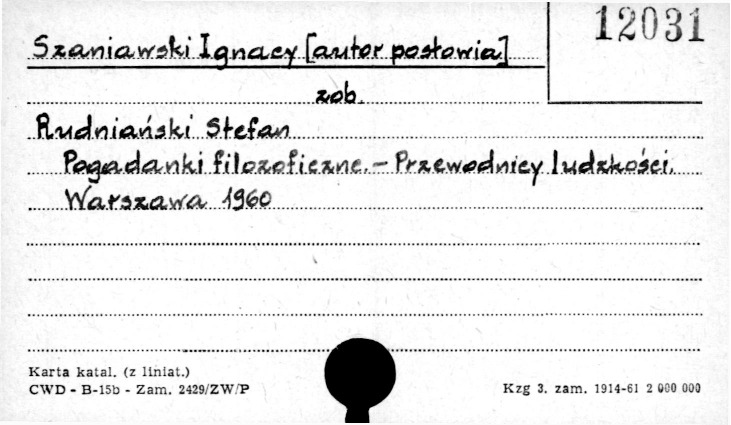 12031
Szaniawski Ignacy [autor posłowia]
zob.
Rudniański Stefan
Pogadanki filozoficzne. – Przewodnicy ludzkości.
Warszawa 1960
Karta katal. (z liniat.)
CWD - B-15b - Zam. 2429/ZW/P
Kzg 3. zam. 1914-61 2 000 000